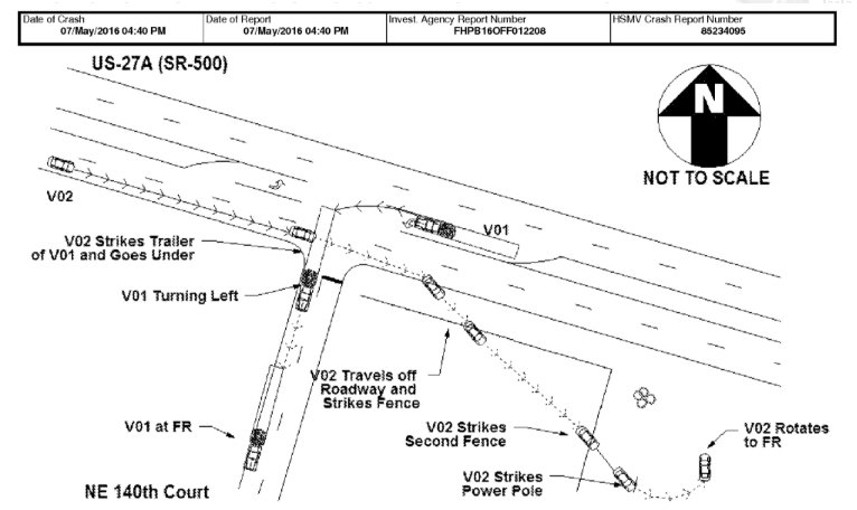 Date of Crash
07/May/2016 04:40 PM
Date of Report
07/May/2016 04:40 PM
Invest. Agency Report Number
FHPB16OFF012208
HSMV Crash Report Number
85234095
US-27A (SR-500)
N
NOT TO SCALE
V02
V01
V02 Strikes Trailer
of V01 and Goes Under
V01 Turning Left
V02 Travels off
Roadway and
Strikes Fence
V01 at FR
V02 Strikes
Second Fence
V02 Rotates
to FR
V02 Strikes
Power Pole
NE 140th Court